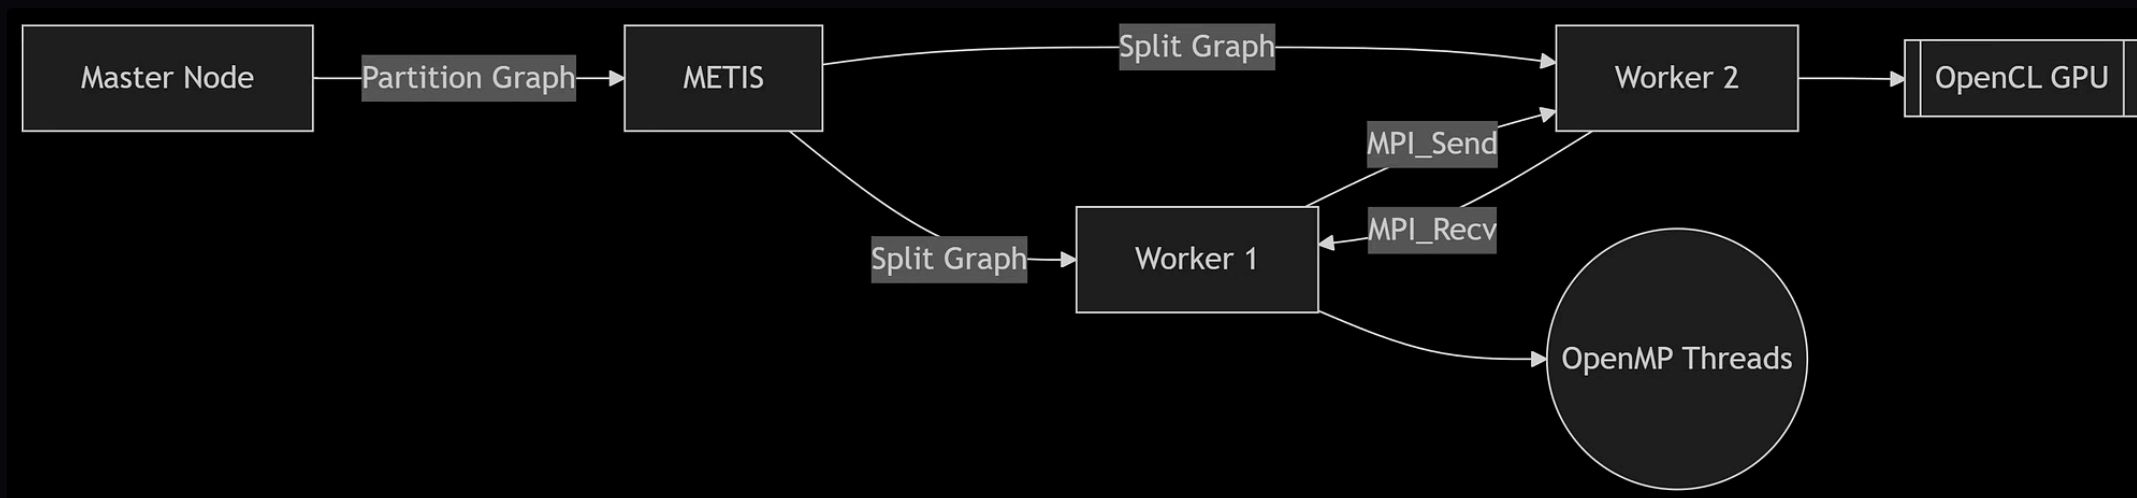 Master Node
Partition Graph
METIS
Split Graph
Worker 2
OpenCL GPU
MPI_Send
MPI_Recv
Split Graph
Worker 1
OpenMP Threads